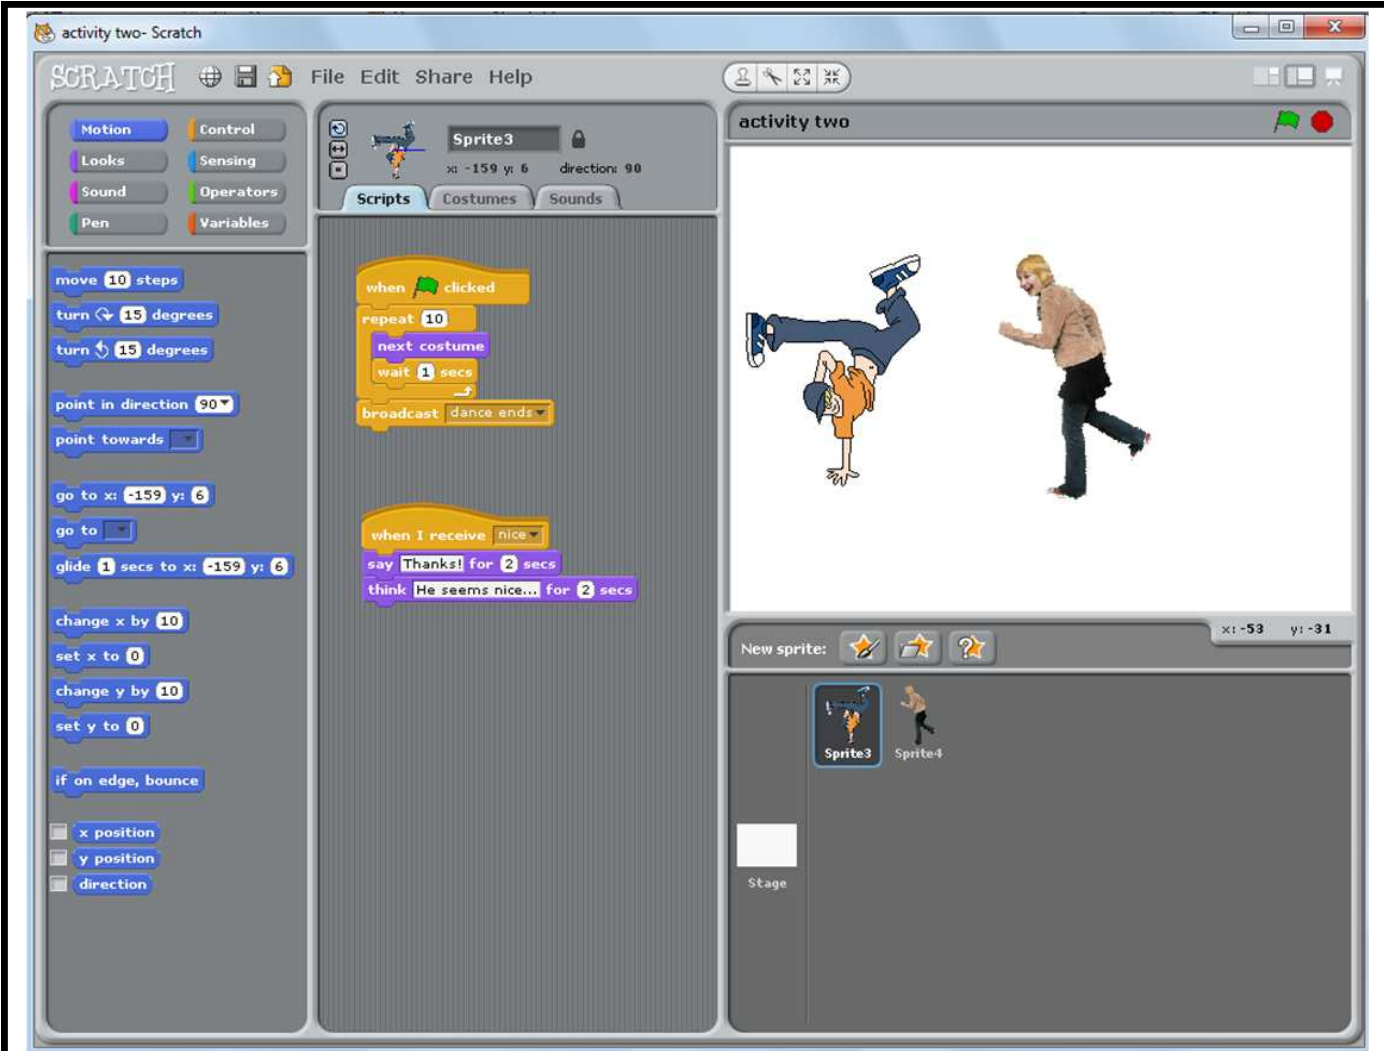 activity two- Scratch
SCRATCH File Edit Share Help
Motion Control
Looks Sensing
Sound Operators
Pen Variables
move 10 steps
turn 15 degrees
turn 15 degrees
point in direction 90
point towards
go to x: -159 y: 6
go to
glide 1 secs to x: -159 y: 6
change x by 10
set x to 0
change y by 10
set y to 0
if on edge, bounce
x position
y position
direction
Sprite3
x: -159 y: 6 direction: 90
Scripts Costumes Sounds
when clicked
repeat 10
next costume
wait 1 secs
broadcast dance ends
when I receive nice
say Thanks! for 2 secs
think He seems nice... for 2 secs
activity two
x: -53 y: -31
New sprite:
Sprite3 Sprite4
Stage